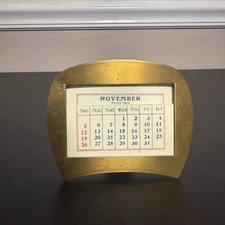 NOVEMBER
Sun Mon Tue Wed Thu Fri Sat
1 2 3 4
5 6 7 8 9 10 11
12 13 14 15 16 17 18
19 20 21 22 23 24 25
26 27 28 29 30 31